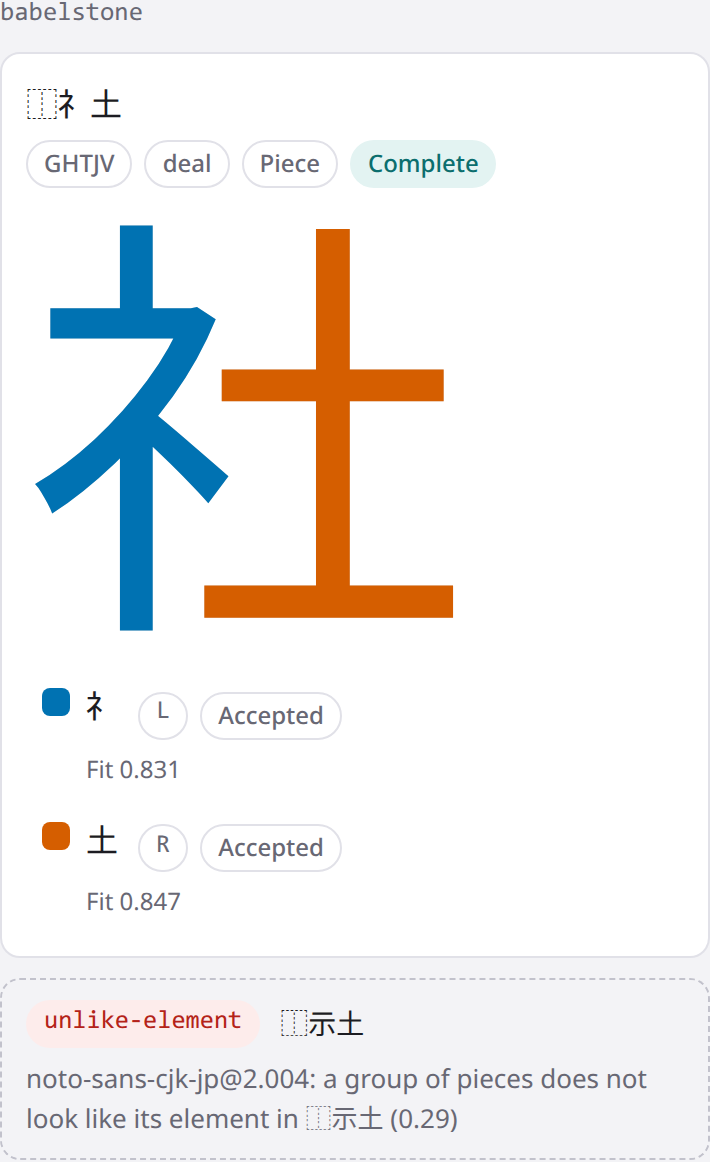 babelstone
⿰礻土
GHTJV deal Piece Complete
社
礻 L Accepted
Fit 0.831
土 R Accepted
Fit 0.847
unlike-element ⿰示土
noto-sans-cjk-jp@2.004: a group of pieces does not
look like its element in ⿰示土 (0.29)